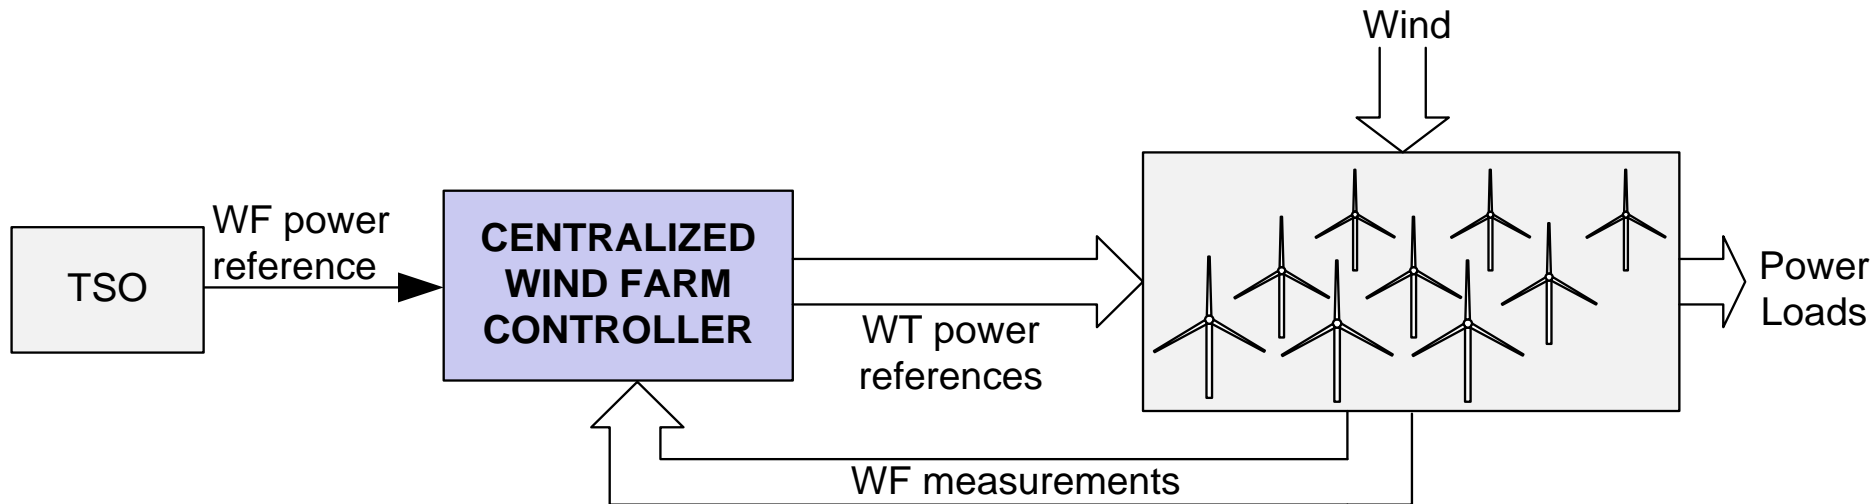 Wind
TSO
WF power
reference
CENTRALIZED
WIND FARM
CONTROLLER
WT power
references
Power
Loads
WF measurements